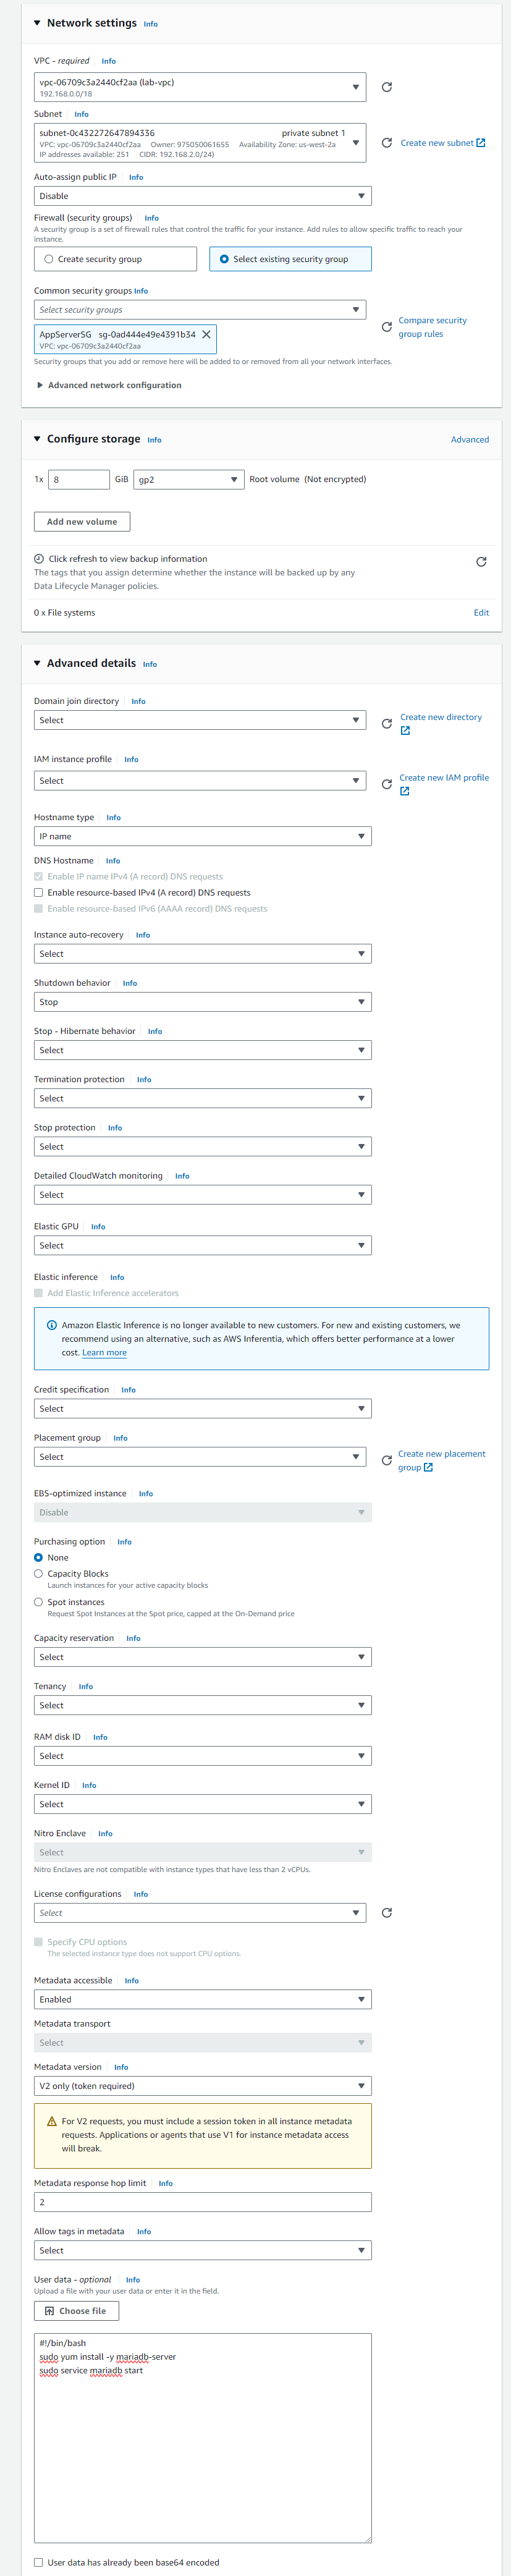 Network settings Info
VPC - required Info
vpc-06709c3a2440cf2aa (lab-vpc)
192.168.0.0/18
Subnet Info
subnet-0c432272647894336 private subnet 1
VPC: vpc-06709c3a2440cf2aa Owner: 975050061655 Availability Zone: us-west-2a
IP addresses available: 251 CIDR: 192.168.2.0/24)
Create new subnet
Auto-assign public IP Info
Disable
Firewall (security groups) Info
A security group is a set of firewall rules that control the traffic for your instance. Add rules to allow specific traffic to reach your
instance.
Create security group
Select existing security group
Common security groups Info
Select security groups
AppServerSG sg-0ad444e49e4391b34
VPC: vpc-06709c3a2440cf2aa
Compare security
group rules
Security groups that you add or remove here will be added to or removed from all your network interfaces.
Advanced network configuration
Configure storage Info
Advanced
1x 8 GiB gp2 Root volume (Not encrypted)
Add new volume
Click refresh to view backup information
The tags that you assign determine whether the instance will be backed up by any
Data Lifecycle Manager policies.
0 x File systems
Edit
Advanced details Info
Domain join directory Info
Select
Create new directory
IAM instance profile Info
Select
Create new IAM profile
Hostname type Info
IP name
DNS Hostname Info
Enable IP name IPv4 (A record) DNS requests
Enable resource-based IPv4 (A record) DNS requests
Enable resource-based IPv6 (AAAA record) DNS requests
Instance auto-recovery Info
Select
Shutdown behavior Info
Stop
Stop - Hibernate behavior Info
Select
Termination protection Info
Select
Stop protection Info
Select
Detailed CloudWatch monitoring Info
Select
Elastic GPU Info
Select
Elastic inference Info
Add Elastic Inference accelerators
Amazon Elastic Inference is no longer available to new customers. For new and existing customers, we
recommend using an alternative, such as AWS Inferentia, which offers better performance at a lower
cost. Learn more
Credit specification Info
Select
Placement group Info
Select
Create new placement
group
EBS-optimized instance Info
Disable
Purchasing option Info
None
Capacity Blocks
Launch instances for your active capacity blocks
Spot instances
Request Spot Instances at the Spot price, capped at the On-Demand price
Capacity reservation Info
Select
Tenancy Info
Select
RAM disk ID Info
Select
Kernel ID Info
Select
Nitro Enclave Info
Select
Nitro Enclaves are not compatible with instance types that have less than 2 vCPUs.
License configurations Info
Select
Specify CPU options
The selected instance type does not support CPU options.
Metadata accessible Info
Enabled
Metadata transport
Select
Metadata version Info
V2 only (token required)
For V2 requests, you must include a session token in all instance metadata
requests. Applications or agents that use V1 for instance metadata access
will break.
Metadata response hop limit Info
2
Allow tags in metadata Info
Select
User data - optional Info
Upload a file with your user data or enter it in the field.
Choose file
#!/bin/bash
sudo yum install -y mariadb-server
sudo service mariadb start
User data has already been base64 encoded